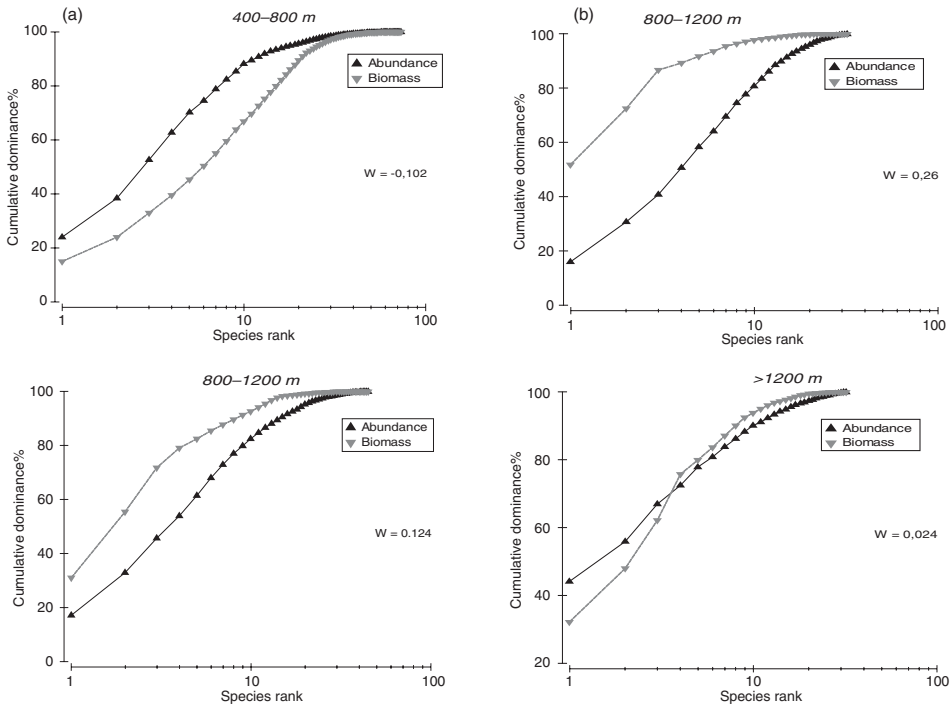 (a)
400–800 m
100
80
60
40
20
0
Cumulative dominance%
Abundance
Biomass
W = -0,102
1
10
100
Species rank
(b)
800–1200 m
100
80
60
40
20
0
Cumulative dominance%
Abundance
Biomass
W = 0,26
1
10
100
Species rank
800–1200 m
100
80
60
40
20
0
Cumulative dominance%
Abundance
Biomass
W = 0.124
1
10
100
Species rank
>1200 m
100
80
60
40
20
Cumulative dominance%
Abundance
Biomass
W = 0,024
1
10
100
Species rank